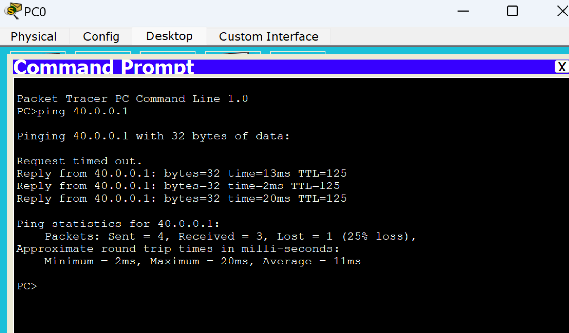 PC0
Physical Config Desktop Custom Interface
Command Prompt
X
Packet Tracer PC Command Line 1.0
PC>ping 40.0.0.1
Pinging 40.0.0.1 with 32 bytes of data:
Request timed out.
Reply from 40.0.0.1: bytes=32 time=13ms TTL=125
Reply from 40.0.0.1: bytes=32 time=2ms TTL=125
Reply from 40.0.0.1: bytes=32 time=20ms TTL=125
Ping statistics for 40.0.0.1:
Packets: Sent = 4, Received = 3, Lost = 1 (25% loss),
Approximate round trip times in milli-seconds:
Minimum = 2ms, Maximum = 20ms, Average = 11ms
PC>